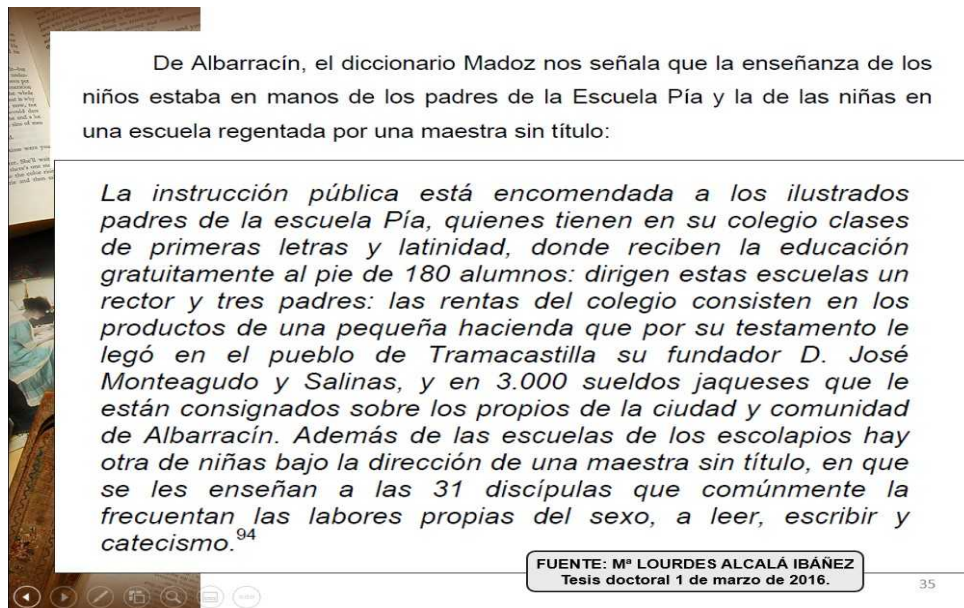 De Albarracín, el diccionario Madoz nos señala que la enseñanza de los
niños estaba en manos de los padres de la Escuela Pía y la de las niñas en
una escuela regentada por una maestra sin título:
La instrucción pública está encomendada a los ilustrados
padres de la escuela Pía, quienes tienen en su colegio clases
de primeras letras y latinidad, donde reciben la educación
gratuitamente al pie de 180 alumnos: dirigen estas escuelas un
rector y tres padres: las rentas del colegio consisten en los
productos de una pequeña hacienda que por su testamento le
legó en el pueblo de Tramacastilla su fundador D. José
Monteagudo y Salinas, y en 3.000 sueldos jaqueses que le
están consignados sobre los propios de la ciudad y comunidad
de Albarracín. Además de las escuelas de los escolapios hay
otra de niñas bajo la dirección de una maestra sin título, en que
se les enseñan a las 31 discípulas que comúnmente la
frecuentan las labores propias del sexo, a leer, escribir y
catecismo.94
FUENTE: Mª LOURDES ALCALÁ IBÁÑEZ
Tesis doctoral 1 de marzo de 2016.
35